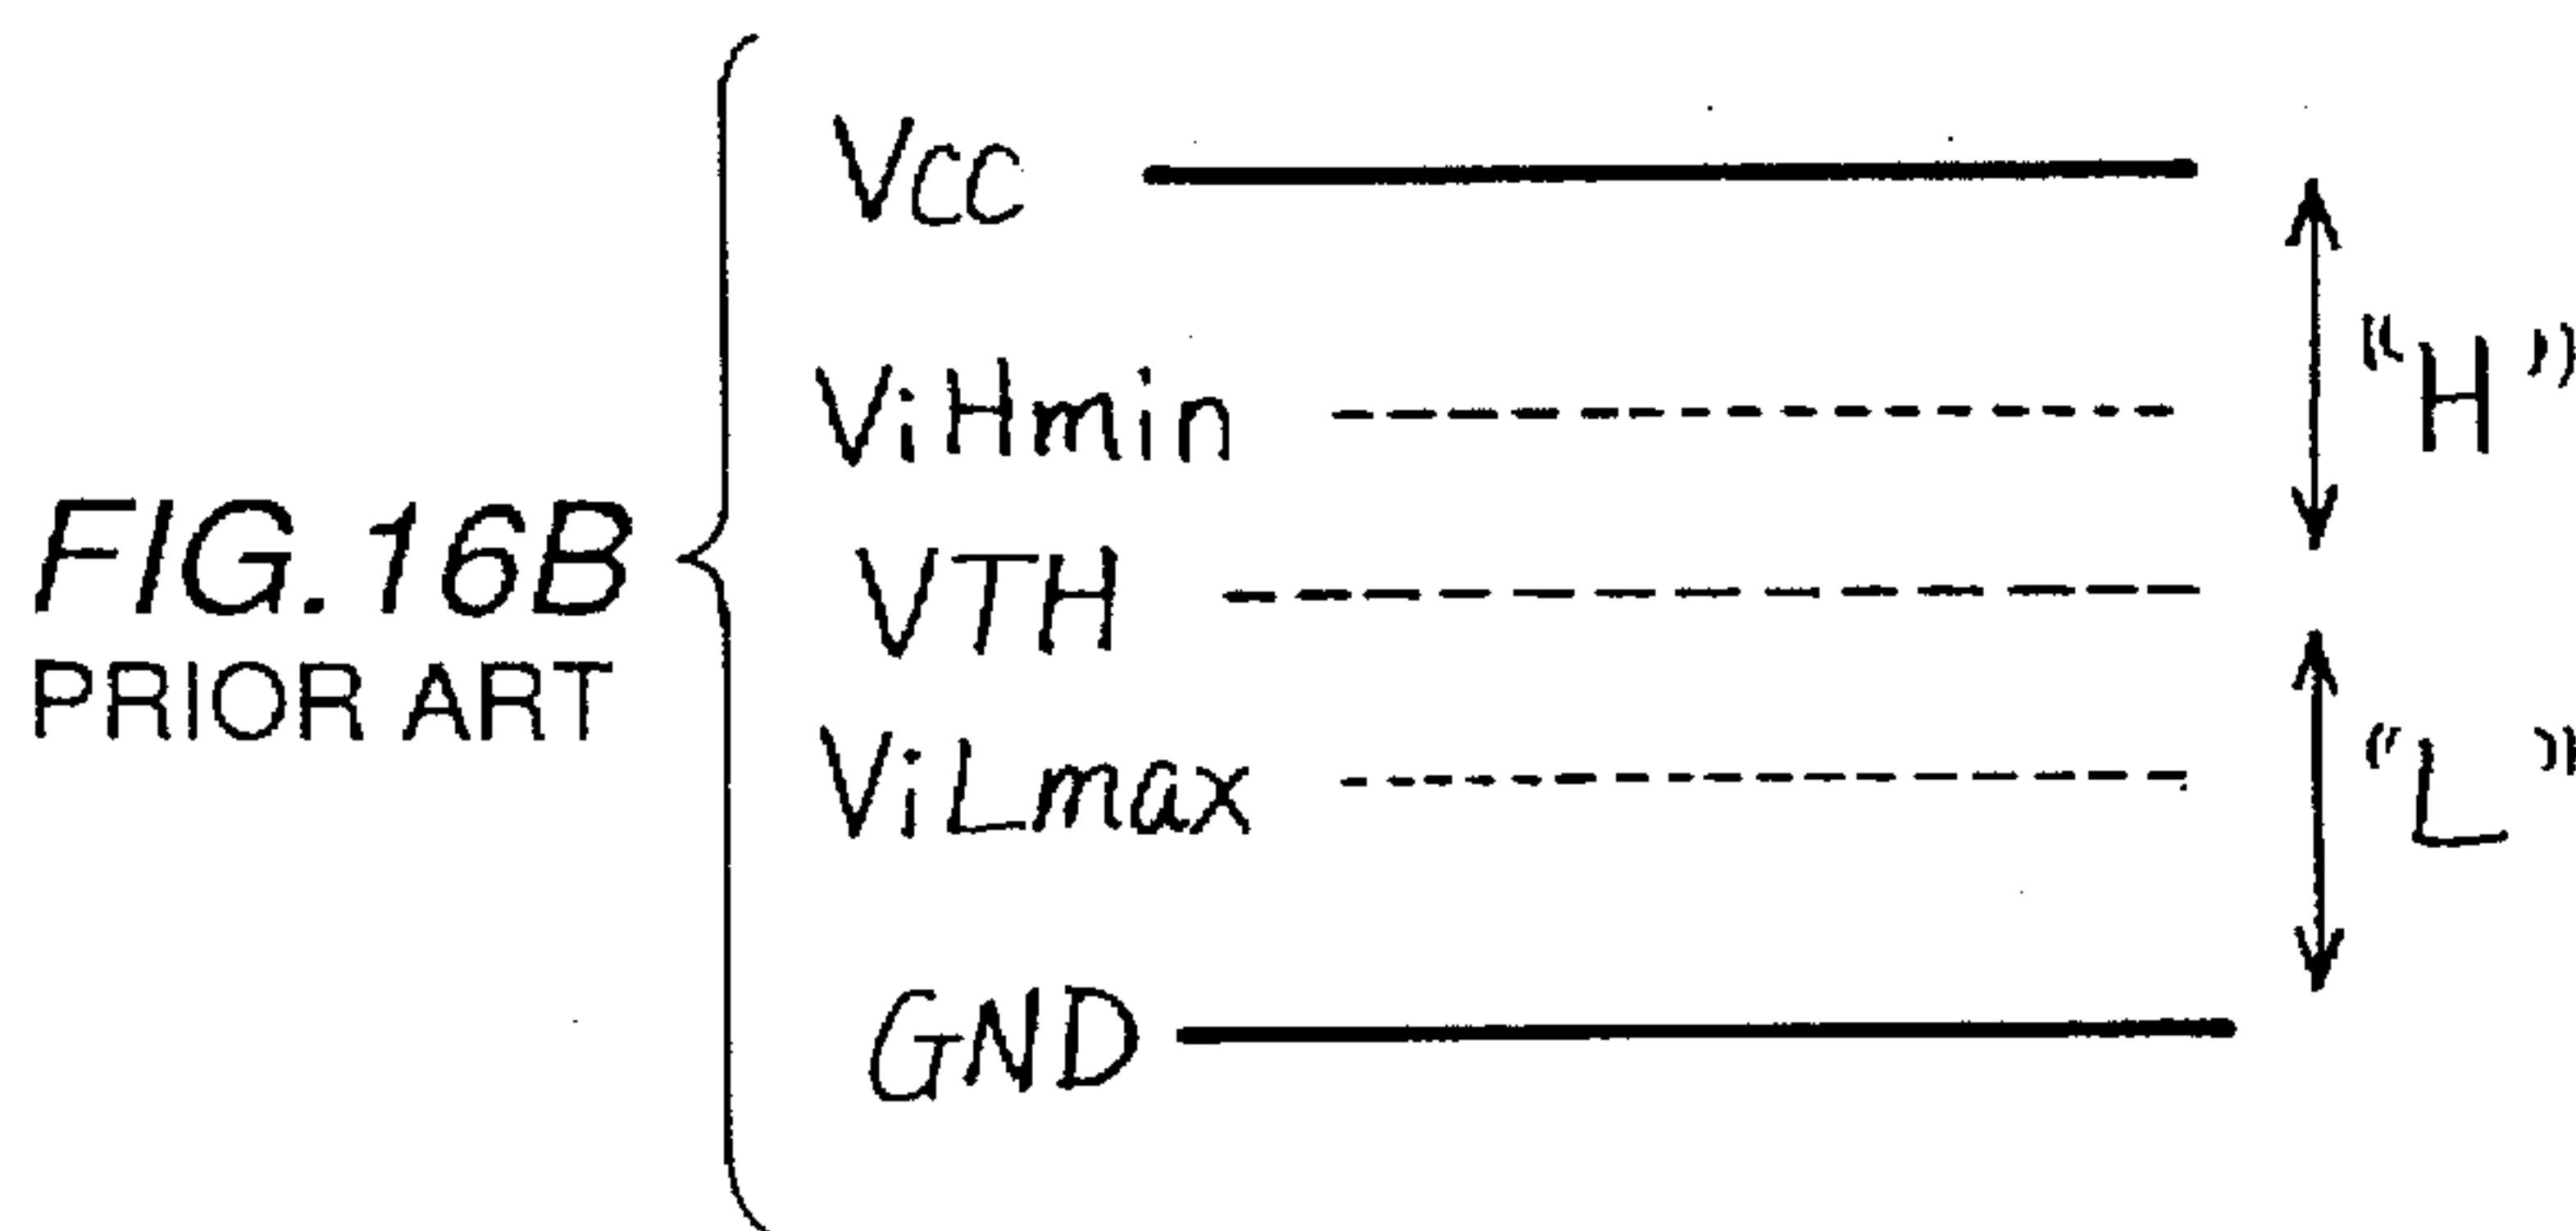 FIG.16B
PRIOR ART
VCC
ViHmin
"H"
VTH
ViLmax
"L"
GND